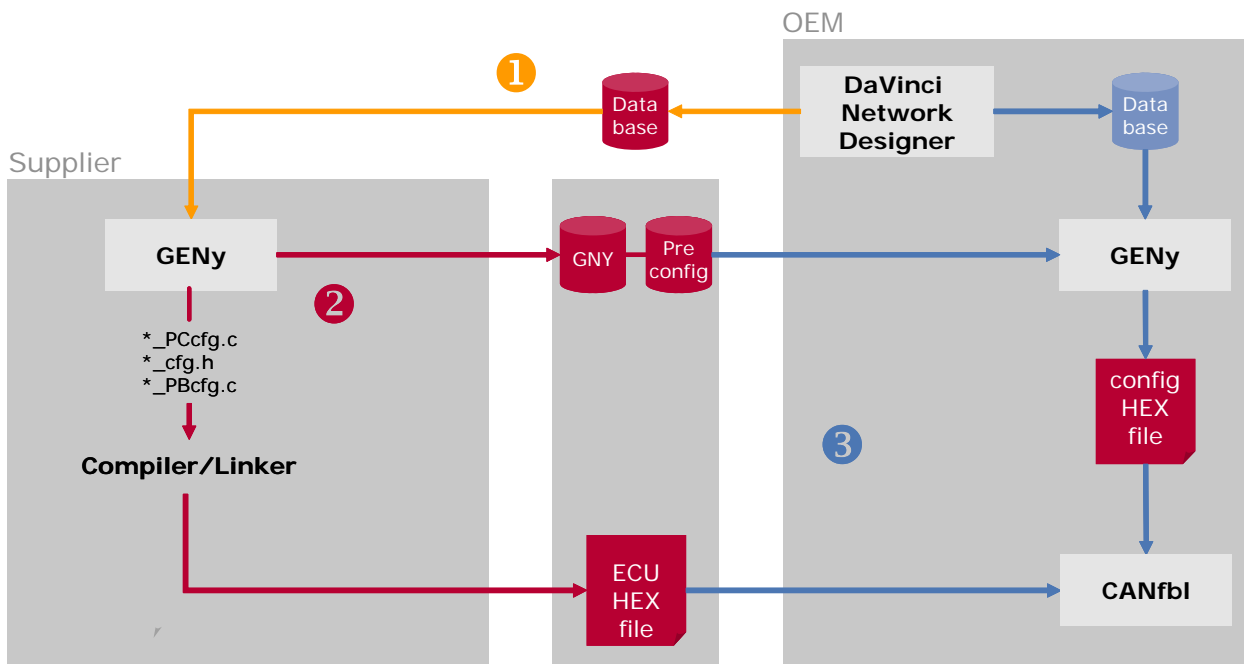 OEM
1
Data
base
DaVinci
Network
Designer
Data
base
Supplier
GENy
GNY
Pre
config
GENy
2
*_PCcfg.c
*_cfg.h
*_PBcfg.c
config
HEX
file
3
Compiler/Linker
ECU
HEX
file
CANfbl